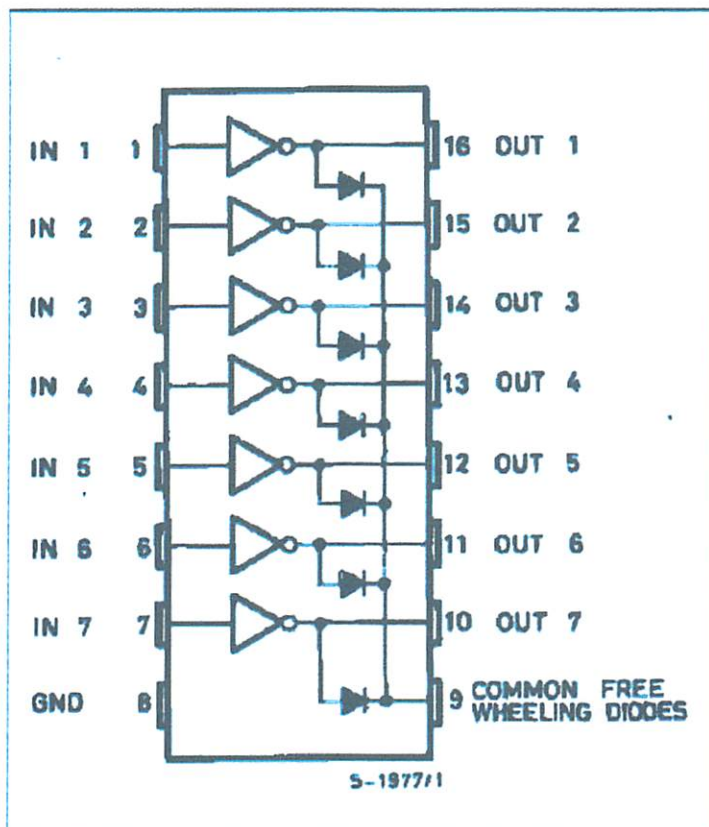 IN 1 1 16 OUT 1
IN 2 2 15 OUT 2
IN 3 3 14 OUT 3
IN 4 4 13 OUT 4
IN 5 5 12 OUT 5
IN 6 6 11 OUT 6
IN 7 7 10 OUT 7
GND 8 9 COMMON FREE
WHEELING DIODES
S-1977/1